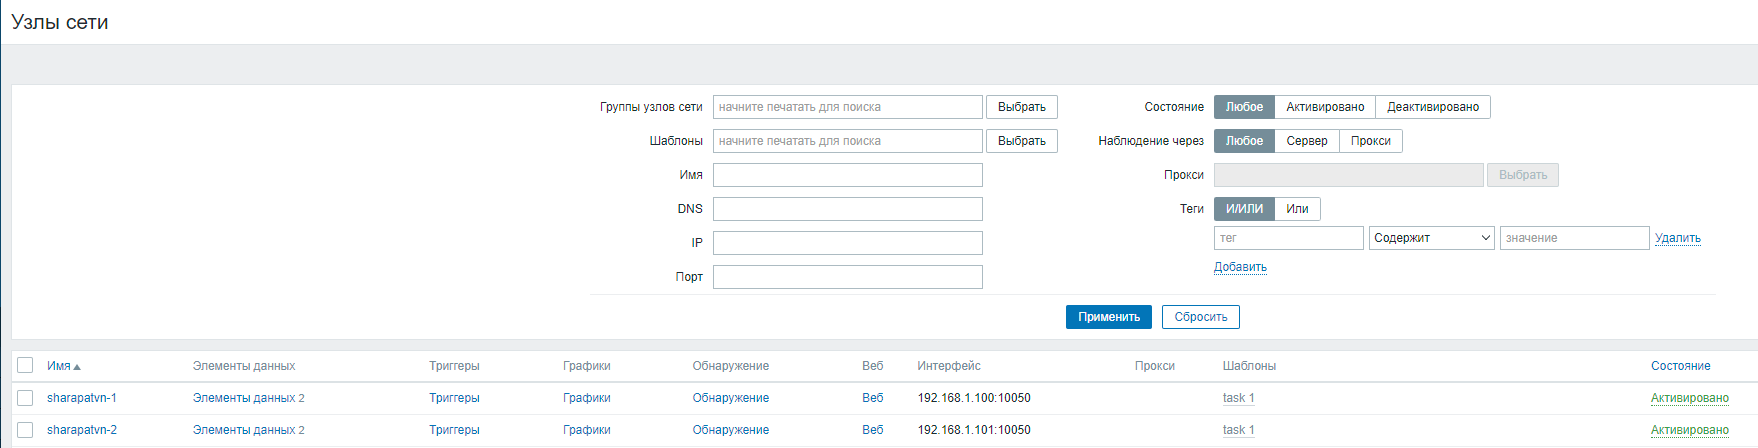 Узлы сети
Группы узлов сети начните печатать для поиска Выбрать Состояние Любое Активировано Деактивировано
Шаблоны начните печатать для поиска Выбрать Наблюдение через Любое Сервер Прокси
Имя Прокси Выбрать
DNS Теги И/ИЛИ Или
IP тег Содержит значение Удалить
Порт Добавить
Применить Сбросить
Имя Элементы данных Триггеры Графики Обнаружение Веб Интерфейс Прокси Шаблоны Состояние
sharapatvn-1 Элементы данных 2 Триггеры Графики Обнаружение Веб 192.168.1.100:10050 task 1 Активировано
sharapatvn-2 Элементы данных 2 Триггеры Графики Обнаружение Веб 192.168.1.101:10050 task 1 Активировано